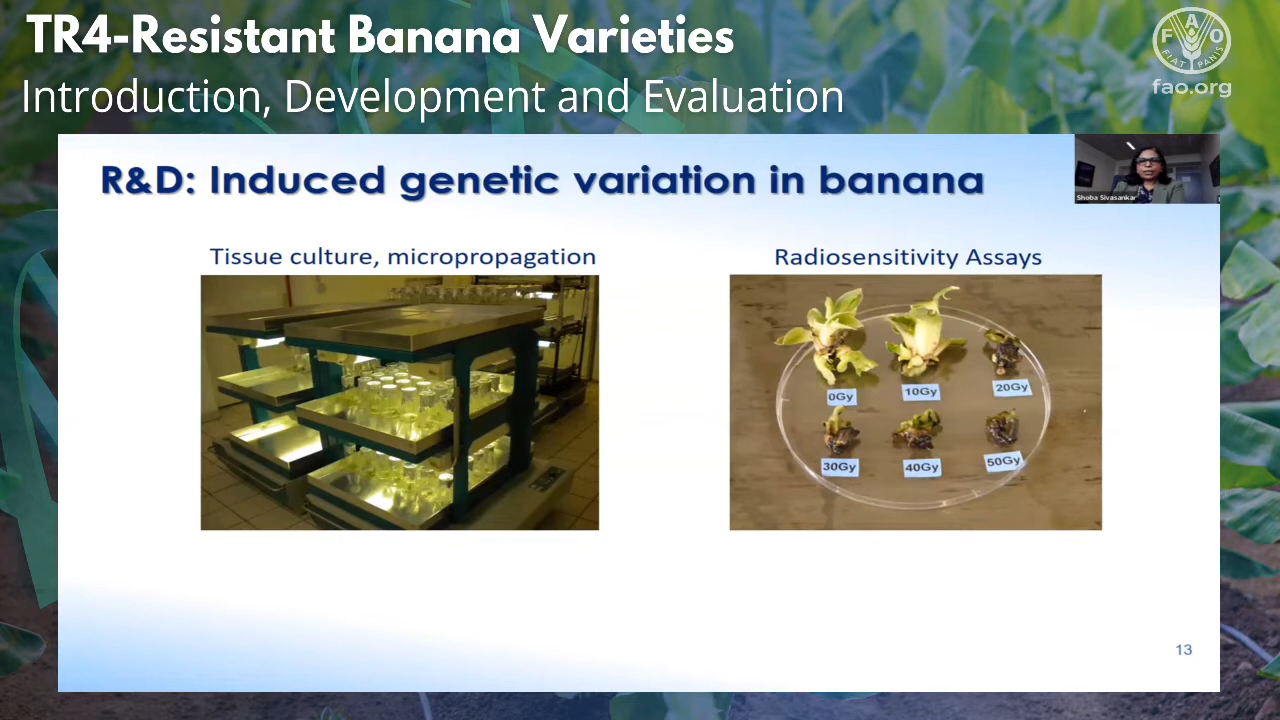 TR4-Resistant Banana Varieties
Introduction, Development and Evaluation
F A O
FIAT PANIS
fao.org
R&D: Induced genetic variation in banana
Shoba Sivasankar
Tissue culture, micropropagation
Radiosensitivity Assays
0Gy
10Gy
20Gy
30Gy
40Gy
50Gy
13